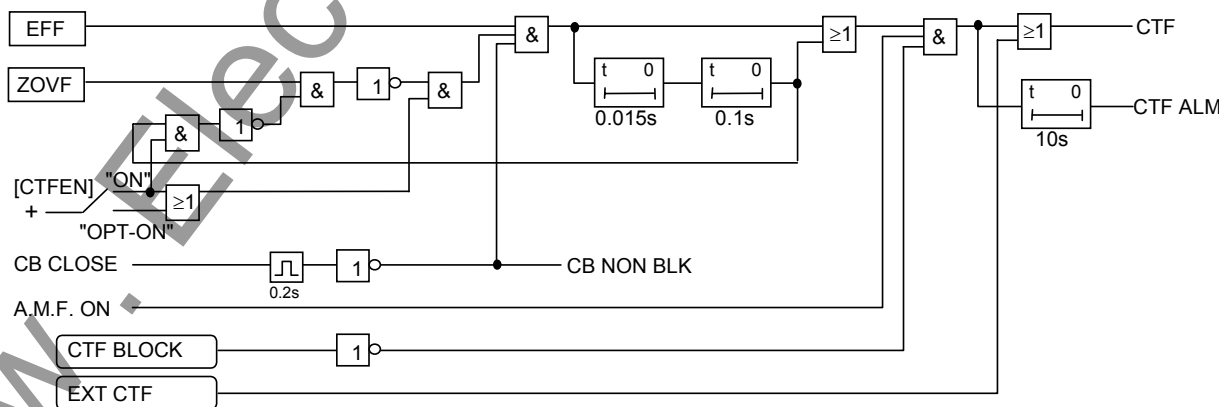 EFF
&
≥1
&
≥1
CTF
ZOVF
&
1
&
t 0
0.015s
t 0
0.1s
t 0
10s
CTF ALM
&
1
[CTFEN]
"ON"
+
≥1
"OPT-ON"
CB CLOSE
0.2s
1
CB NON BLK
A.M.F. ON
CTF BLOCK
1
EXT CTF
w . Elec